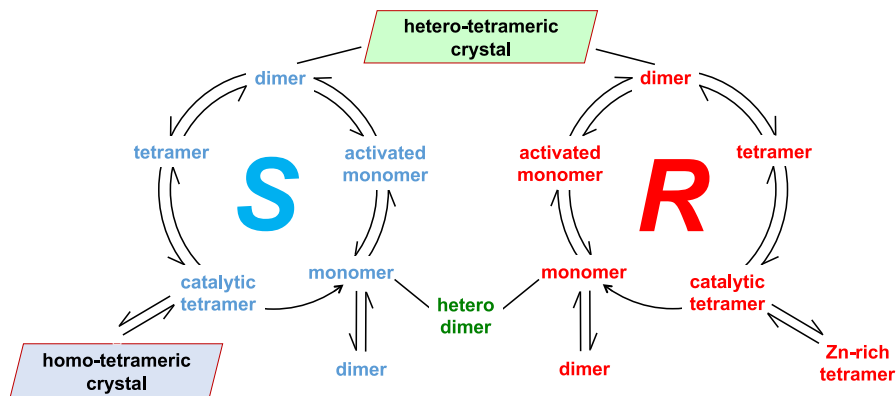 hetero-tetrameric
crystal
dimer
dimer
tetramer
activated
monomer
activated
monomer
tetramer
S
R
catalytic
tetramer
monomer
monomer
catalytic
tetramer
hetero
dimer
homo-tetrameric
crystal
dimer
dimer
Zn-rich
tetramer